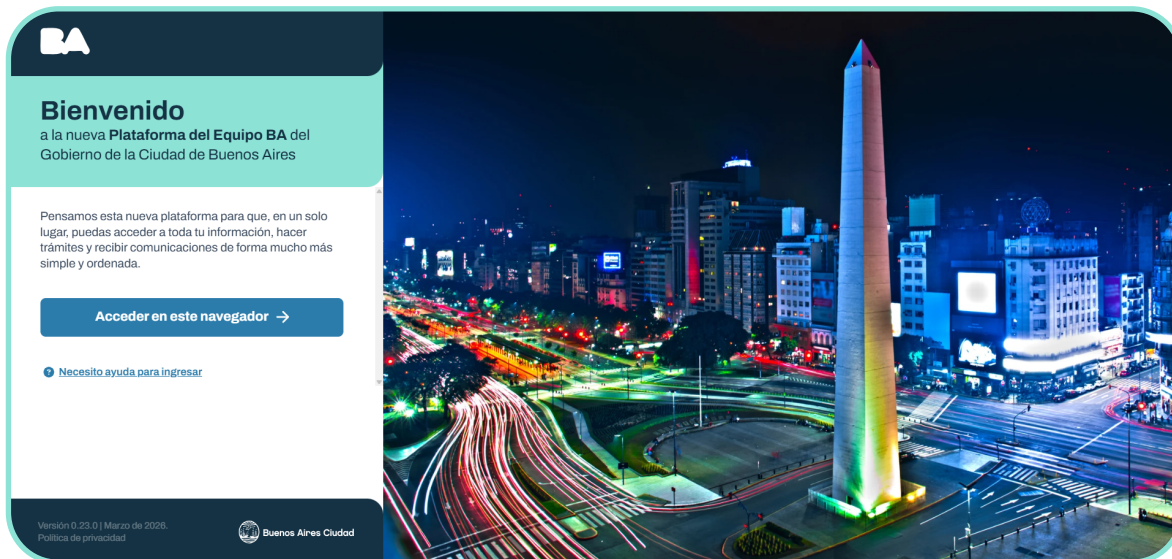 BA
Bienvenido
a la nueva Plataforma del Equipo BA del
Gobierno de la Ciudad de Buenos Aires
Pensamos esta nueva plataforma para que, en un solo
lugar, puedas acceder a toda tu información, hacer
trámites y recibir comunicaciones de forma mucho más
simple y ordenada.
Acceder en este navegador →
? Necesito ayuda para ingresar
Versión 0.23.0 | Marzo de 2026.
Política de privacidad
Buenos Aires Ciudad